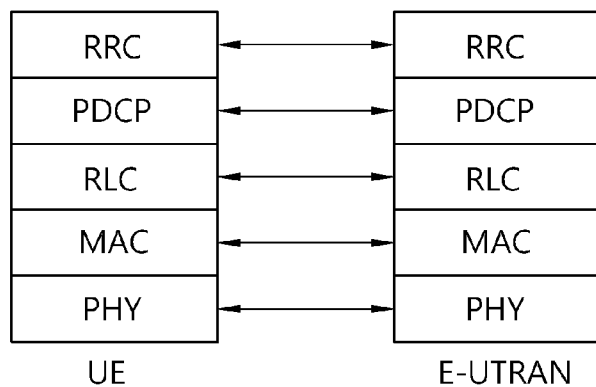 RRC RRC
PDCP PDCP
RLC RLC
MAC MAC
PHY PHY
UE E-UTRAN